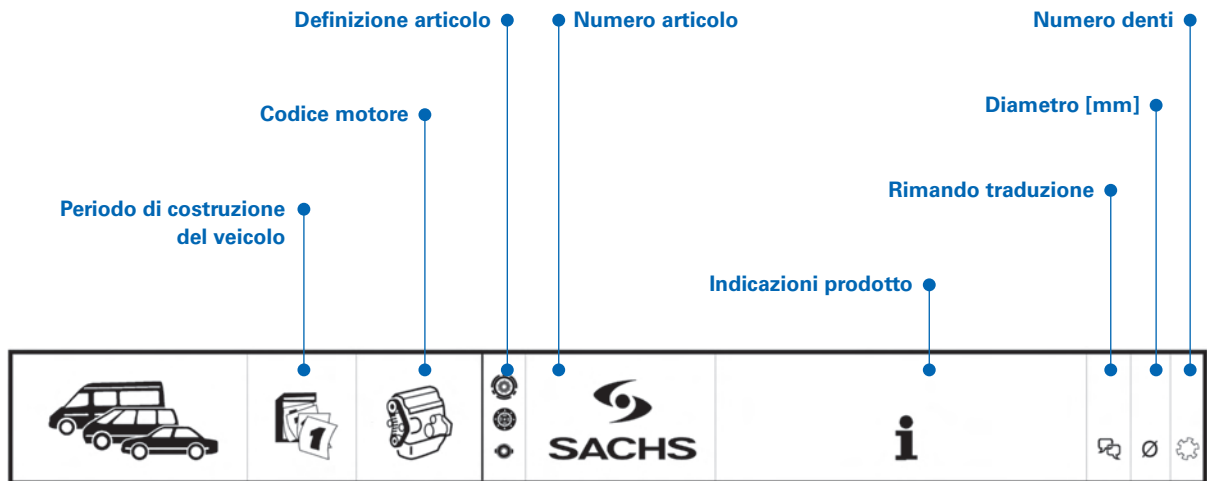 Definizione articolo
Numero articolo
Numero denti
Codice motore
Diametro [mm]
Rimando traduzione
Periodo di costruzione
del veicolo
Indicazioni prodotto
1
SACHS
i
Ø